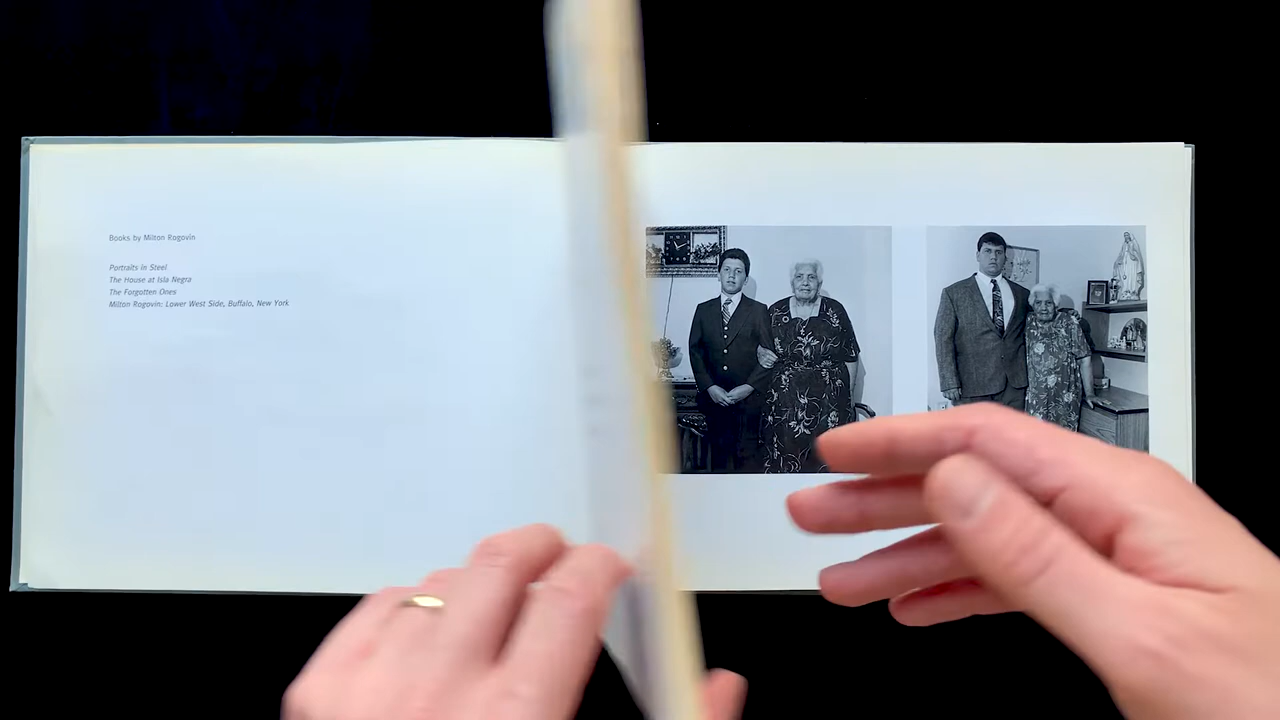 Books by Milton Rogovin
Portraits in Steel
The House at Isla Negra
The Forgotten Ones
Milton Rogovin: Lower West Side, Buffalo, New York